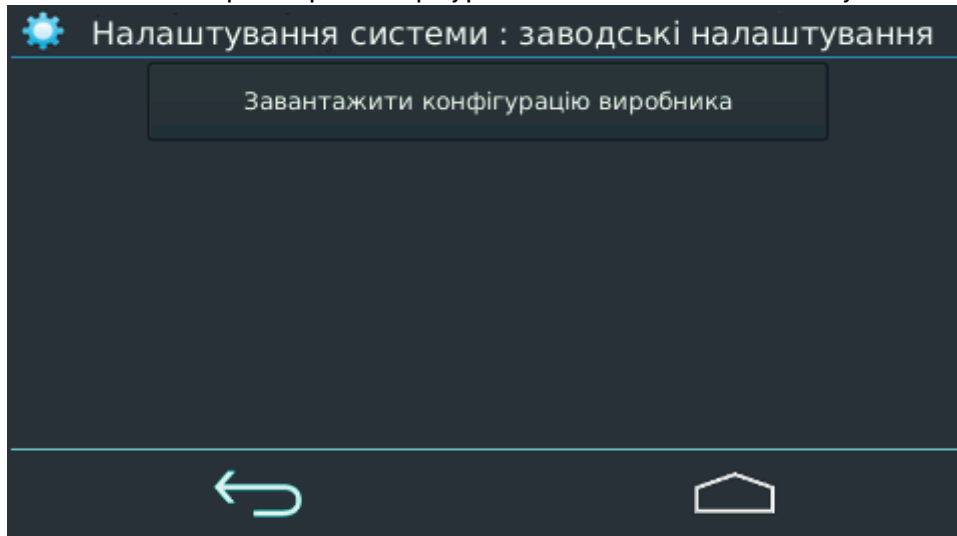 Налаштування системи : заводські налаштування
Завантажити конфігурацію виробника